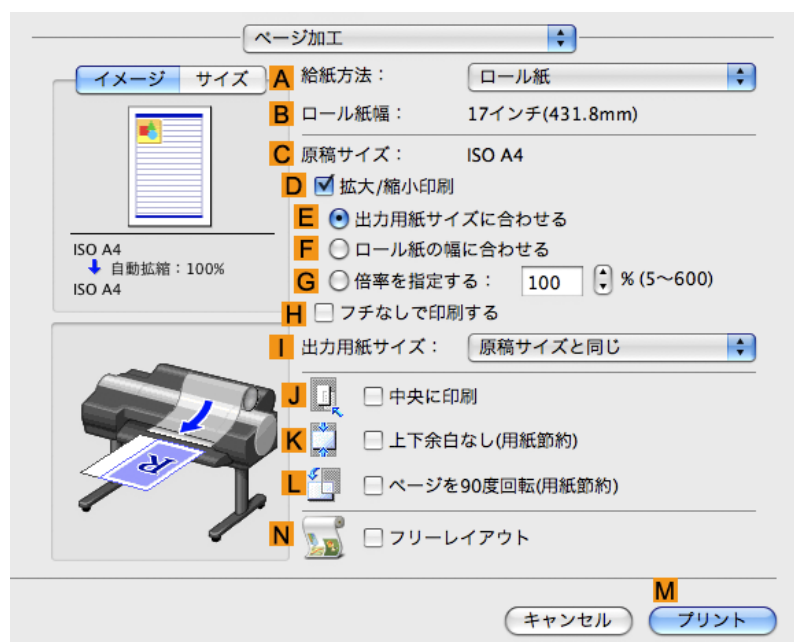 ページ加工
イメージ サイズ
A 給紙方法： ロール紙
B ロール紙幅： 17インチ(431.8mm)
C 原稿サイズ： ISO A4
D 拡大/縮小印刷
E 出力用紙サイズに合わせる
F ロール紙の幅に合わせる
G 倍率を指定する： 100 % (5～600)
ISO A4
自動拡縮：100%
ISO A4
H フチなしで印刷する
I 出力用紙サイズ： 原稿サイズと同じ
J 中央に印刷
K 上下余白なし(用紙節約)
L ページを90度回転(用紙節約)
R
N フリーレイアウト
M
キャンセル プリント